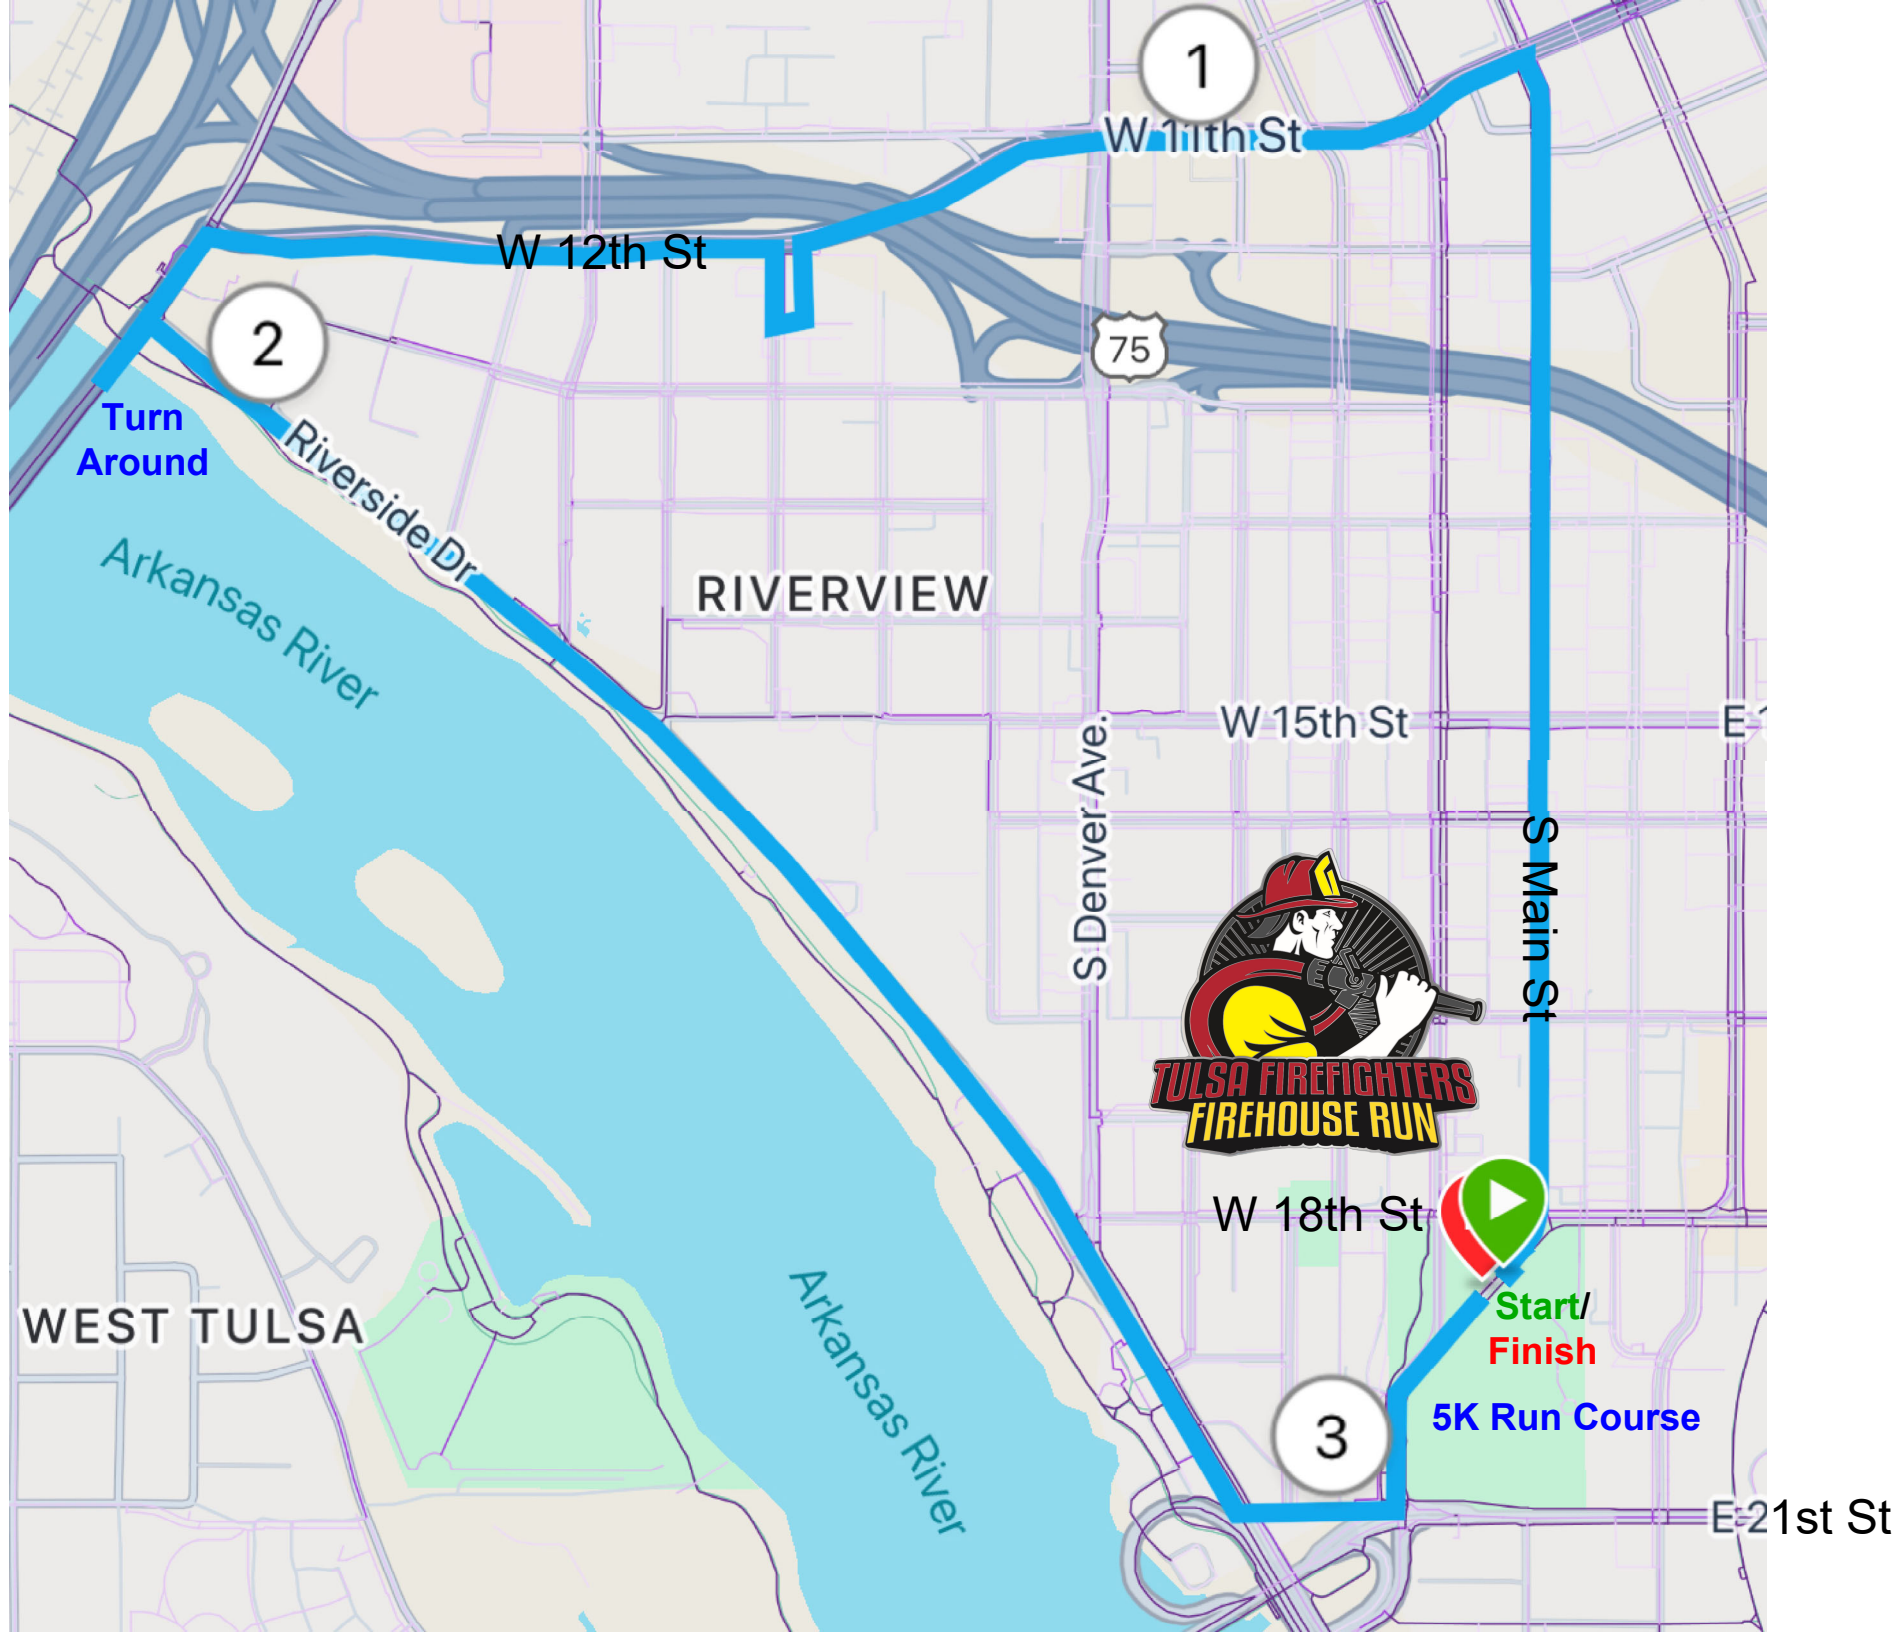 1
W 11th St
W 12th St
2
75
Turn
Around
Riverside Dr
Arkansas River
RIVERVIEW
W 15th St
E 1
S Denver Ave.
S Main St
TULSA FIREFIGHTERS
FIREHOUSE RUN
W 18th St
WEST TULSA
Arkansas River
Start/
Finish
5K Run Course
3
E 21st St